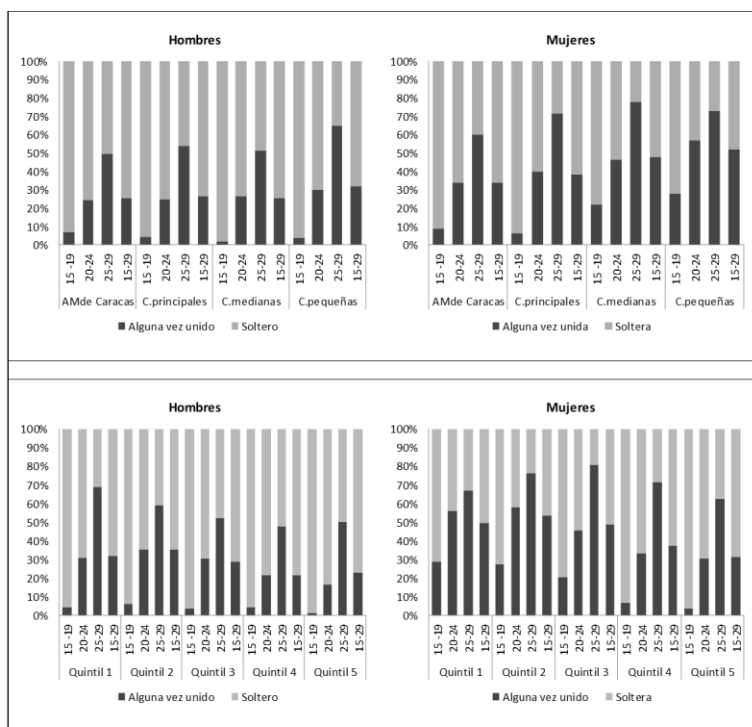 Hombres
100%
90%
80%
70%
60%
50%
40%
30%
20%
10%
0%
15 -19 20-24 25-29 15-29 15 -19 20-24 25-29 15-29 15 -19 20-24 25-29 15-29 15 -19 20-24 25-29 15-29
AMde Caracas C.principales C.medianas C.pequeñas
Alguna vez unido Soltero
Mujeres
100%
90%
80%
70%
60%
50%
40%
30%
20%
10%
0%
15 -19 20-24 25-29 15-29 15 -19 20-24 25-29 15-29 15 -19 20-24 25-29 15-29 15 -19 20-24 25-29 15-29
AMde Caracas C.principales C.medianas C.pequeñas
Alguna vez unida Soltera
Hombres
100%
90%
80%
70%
60%
50%
40%
30%
20%
10%
0%
15 -19 20-24 25-29 15-29 15 -19 20-24 25-29 15-29 15 -19 20-24 25-29 15-29 15 -19 20-24 25-29 15-29 15 -19 20-24 25-29 15-29
Quintil 1 Quintil 2 Quintil 3 Quintil 4 Quintil 5
Alguna vez unido Soltero
Mujeres
100%
90%
80%
70%
60%
50%
40%
30%
20%
10%
0%
15 -19 20-24 25-29 15-29 15 -19 20-24 25-29 15-29 15 -19 20-24 25-29 15-29 15 -19 20-24 25-29 15-29 15 -19 20-24 25-29 15-29
Quintil 1 Quintil 2 Quintil 3 Quintil 4 Quintil 5
Alguna vez unido Soltera